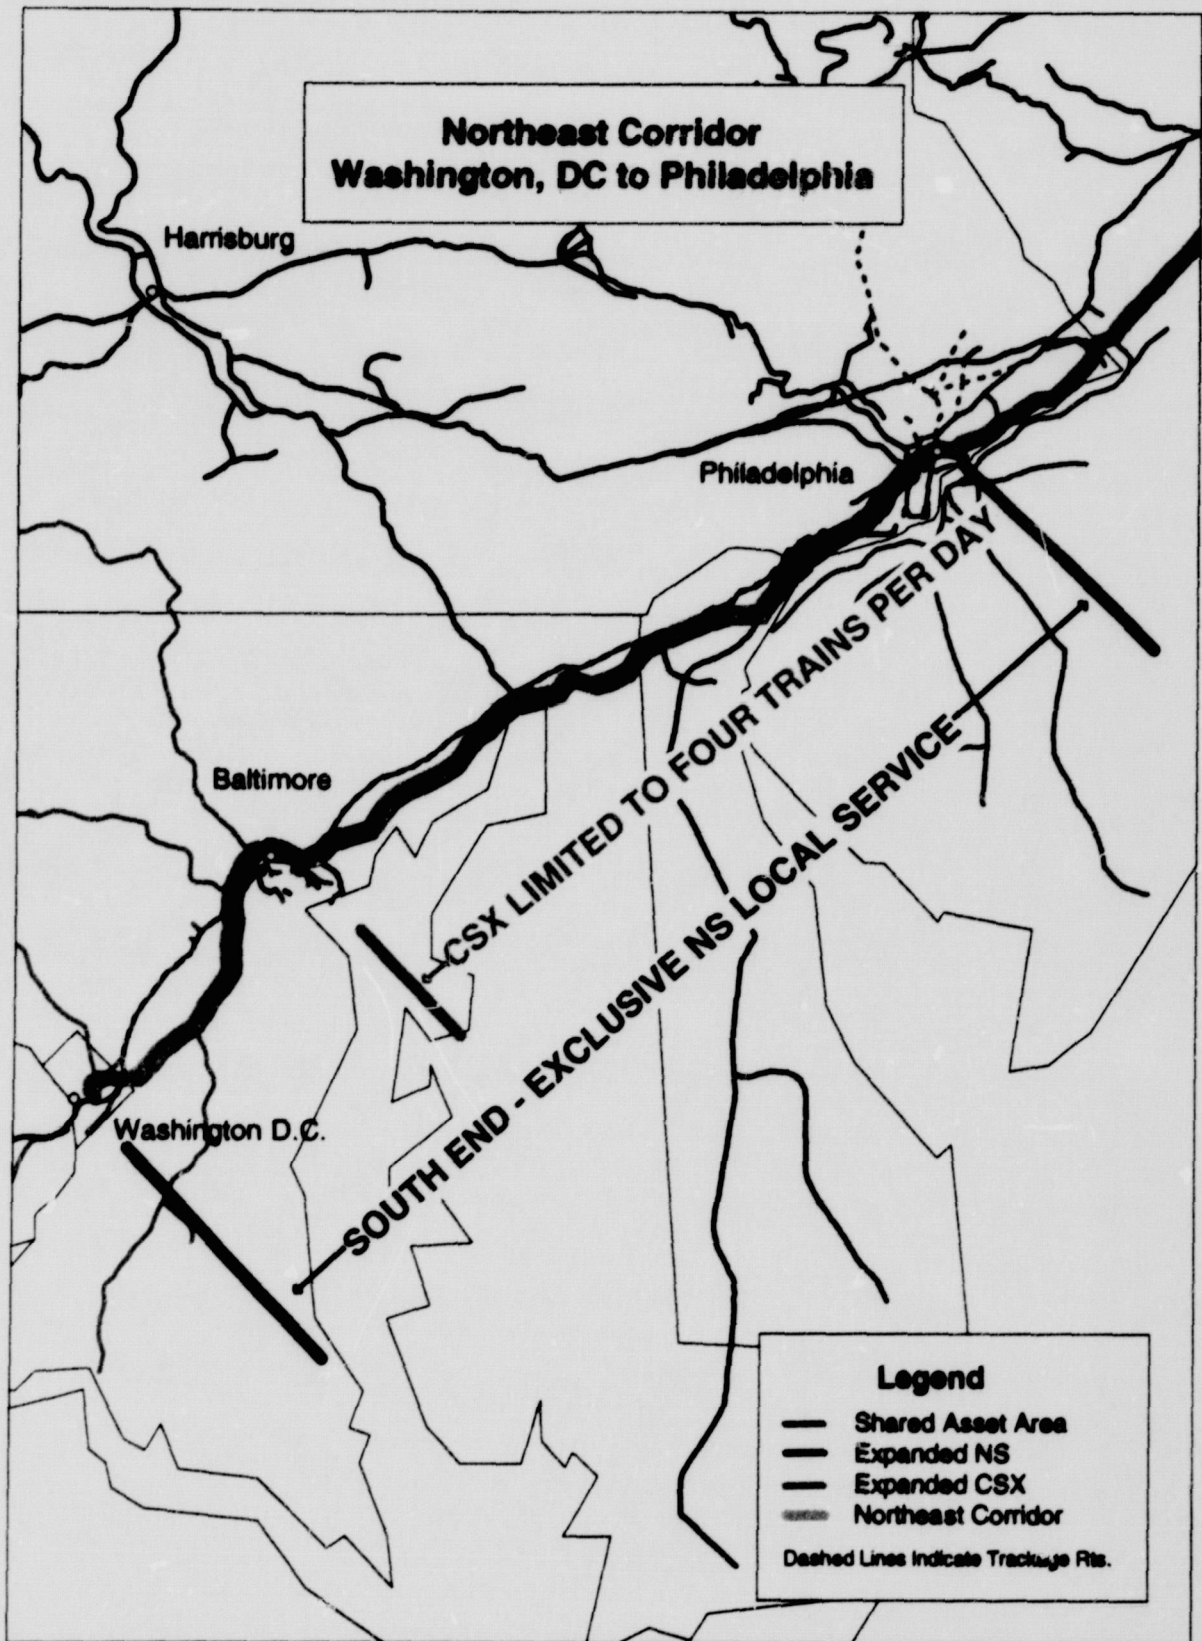 Northeast Corridor
Washington, DC to Philadelphia
Harrisburg
Philadelphia
Baltimore
CSX LIMITED TO FOUR TRAINS PER DAY
SOUTH END - EXCLUSIVE NS LOCAL SERVICE
Washington D.C.
Legend
Shared Asset Area
Expanded NS
Expanded CSX
Northeast Corridor
Dashed Lines Indicate Trackage Rts.